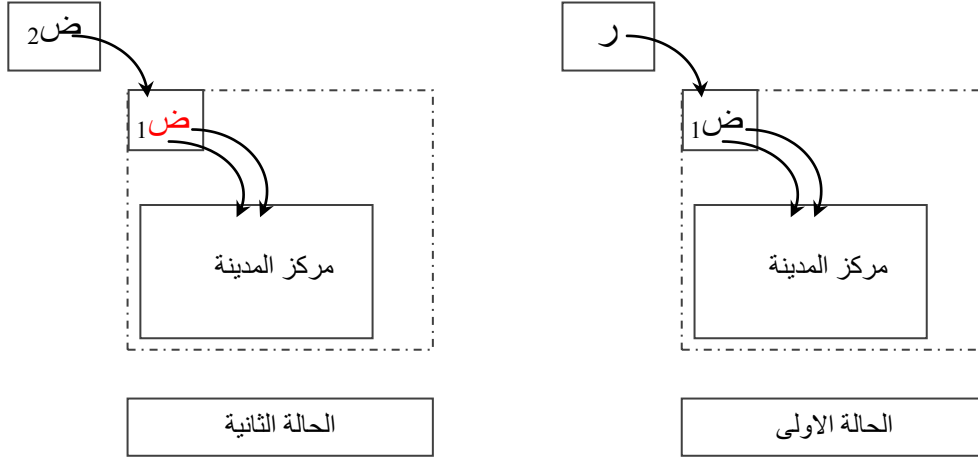 ر
ض1
مركز المدينة
الحالة الاولى
ض2
ض1
مركز المدينة
الحالة الثانية